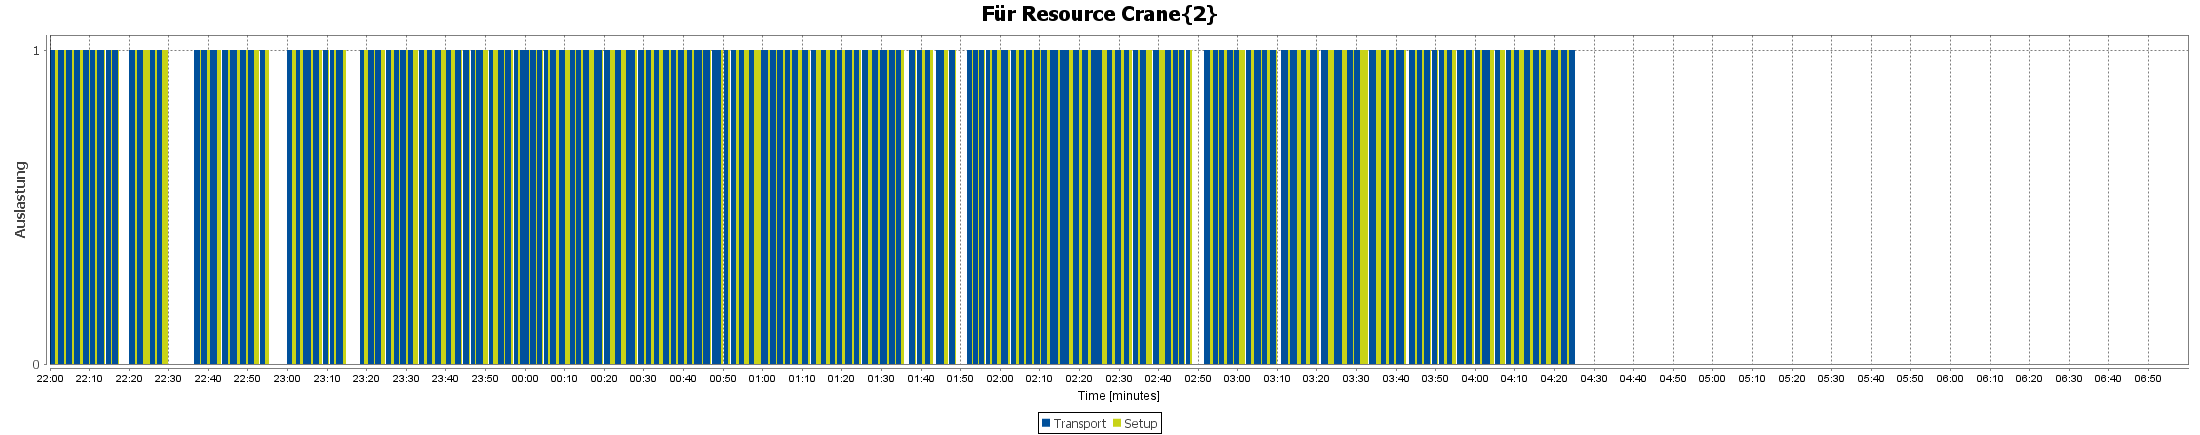 Für Resource Crane{2}
Auslastung
1
0
22:00 22:10 22:20 22:30 22:40 22:50 23:00 23:10 23:20 23:30 23:40 23:50 00:00 00:10 00:20 00:30 00:40 00:50 01:00 01:10 01:20 01:30 01:40 01:50 02:00 02:10 02:20 02:30 02:40 02:50 03:00 03:10 03:20 03:30 03:40 03:50 04:00 04:10 04:20 04:30 04:40 04:50 05:00 05:10 05:20 05:30 05:40 05:50 06:00 06:10 06:20 06:30 06:40 06:50
Time [minutes]
Transport Setup